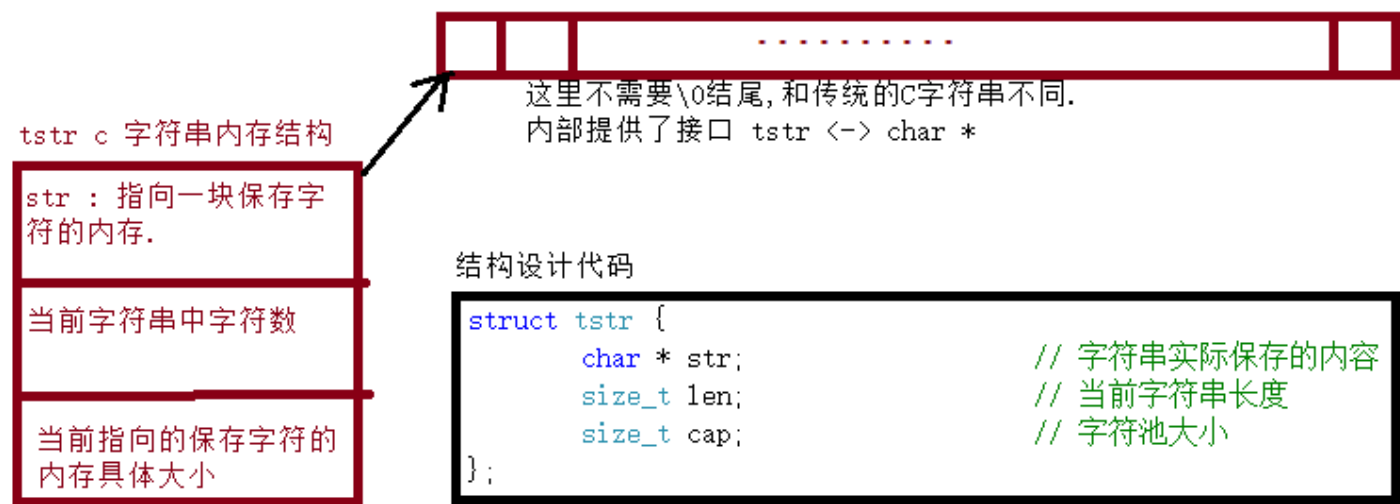 ..........
这里不需要\0结尾,和传统的C字符串不同.
内部提供了接口 tstr <-> char *
tstr c 字符串内存结构
str : 指向一块保存字
符的内存.
当前字符串中字符数
当前指向的保存字符的
内存具体大小
结构设计代码
struct tstr {
char * str; // 字符串实际保存的内容
size_t len; // 当前字符串长度
size_t cap; // 字符池大小
};